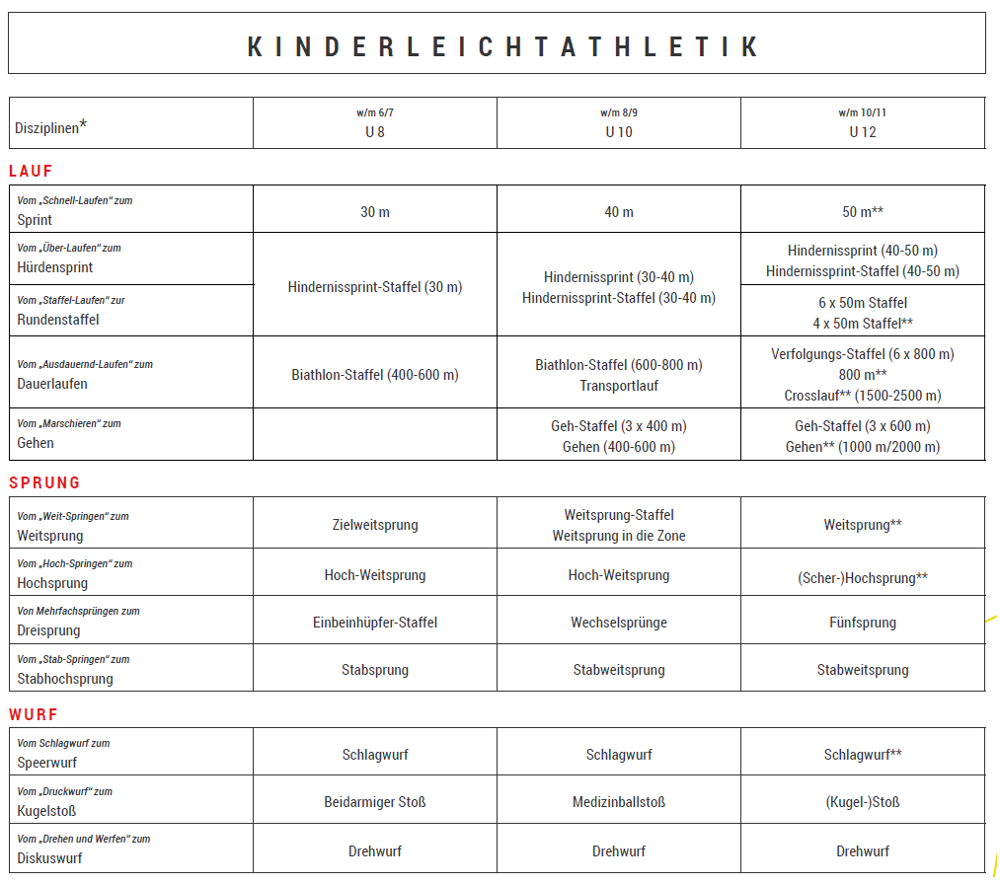 KINDERLEICHTATHLETIK
Disziplinen*
w/m 6/7
U 8
w/m 8/9
U 10
w/m 10/11
U 12
LAUF
Vom „Schnell-Laufen“ zum
Sprint
30 m
40 m
50 m**
Vom „Über-Laufen“ zum
Hürdensprint
Vom „Staffel-Laufen“ zur
Rundenstaffel
Hindernissprint-Staffel (30 m)
Hindernissprint (30-40 m)
Hindernissprint-Staffel (30-40 m)
Hindernissprint (40-50 m)
Hindernissprint-Staffel (40-50 m)
6 x 50m Staffel
4 x 50m Staffel**
Vom „Ausdauernd-Laufen“ zum
Dauerlaufen
Biathlon-Staffel (400-600 m)
Biathlon-Staffel (600-800 m)
Transportlauf
Verfolgungs-Staffel (6 x 800 m)
800 m**
Crosslauf** (1500-2500 m)
Vom „Marschieren“ zum
Gehen
Geh-Staffel (3 x 400 m)
Gehen (400-600 m)
Geh-Staffel (3 x 600 m)
Gehen** (1000 m/2000 m)
SPRUNG
Vom „Weit-Springen“ zum
Weitsprung
Zielweitsprung
Weitsprung-Staffel
Weitsprung in die Zone
Weitsprung**
Vom „Hoch-Springen“ zum
Hochsprung
Hoch-Weitsprung
Hoch-Weitsprung
(Scher-)Hochsprung**
Von Mehrfachsprüngen zum
Dreisprung
Einbeinhüpfer-Staffel
Wechselsprünge
Fünfsprung
Vom „Stab-Springen“ zum
Stabhochsprung
Stabsprung
Stabweitsprung
Stabweitsprung
WURF
Vom Schlagwurf zum
Speerwurf
Schlagwurf
Schlagwurf
Schlagwurf**
Vom „Druckwurf“ zum
Kugelstoß
Beidarmiger Stoß
Medizinballstoß
(Kugel-)Stoß
Vom „Drehen und Werfen“ zum
Diskuswurf
Drehwurf
Drehwurf
Drehwurf